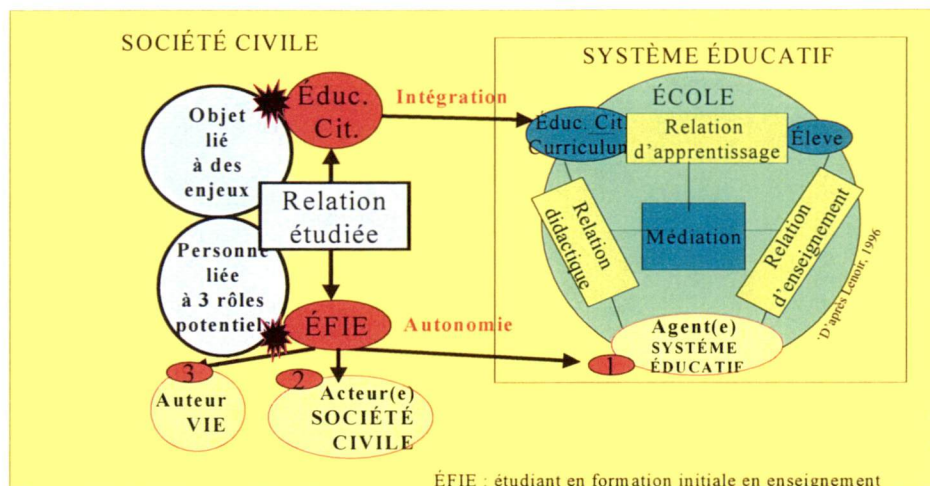 SOCIÉTÉ CIVILE
Objet
lié
à des
enjeux
Éduc.
Cit.
Intégration
Relation
étudiée
Personne
liée
à 3 rôles
potentiels
ÉFIE
Autonomie
3
Auteur
VIE
2
Acteur(e)
SOCIÉTÉ
CIVILE
SYSTÈME ÉDUCATIF
ÉCOLE
Éduc. Cit.
Curriculum
Relation
d'apprentissage
Élève
Relation
didactique
Médiation
Relation
d'enseignement
D'après Lenoir, 1996
1
Agent(e)
SYSTÉME
ÉDUCATIF
ÉFIE : étudiant en formation initiale en enseignement